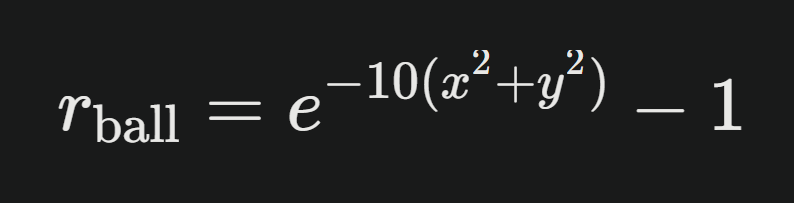 r_ball = e^{-10(x^2+y^2)} - 1